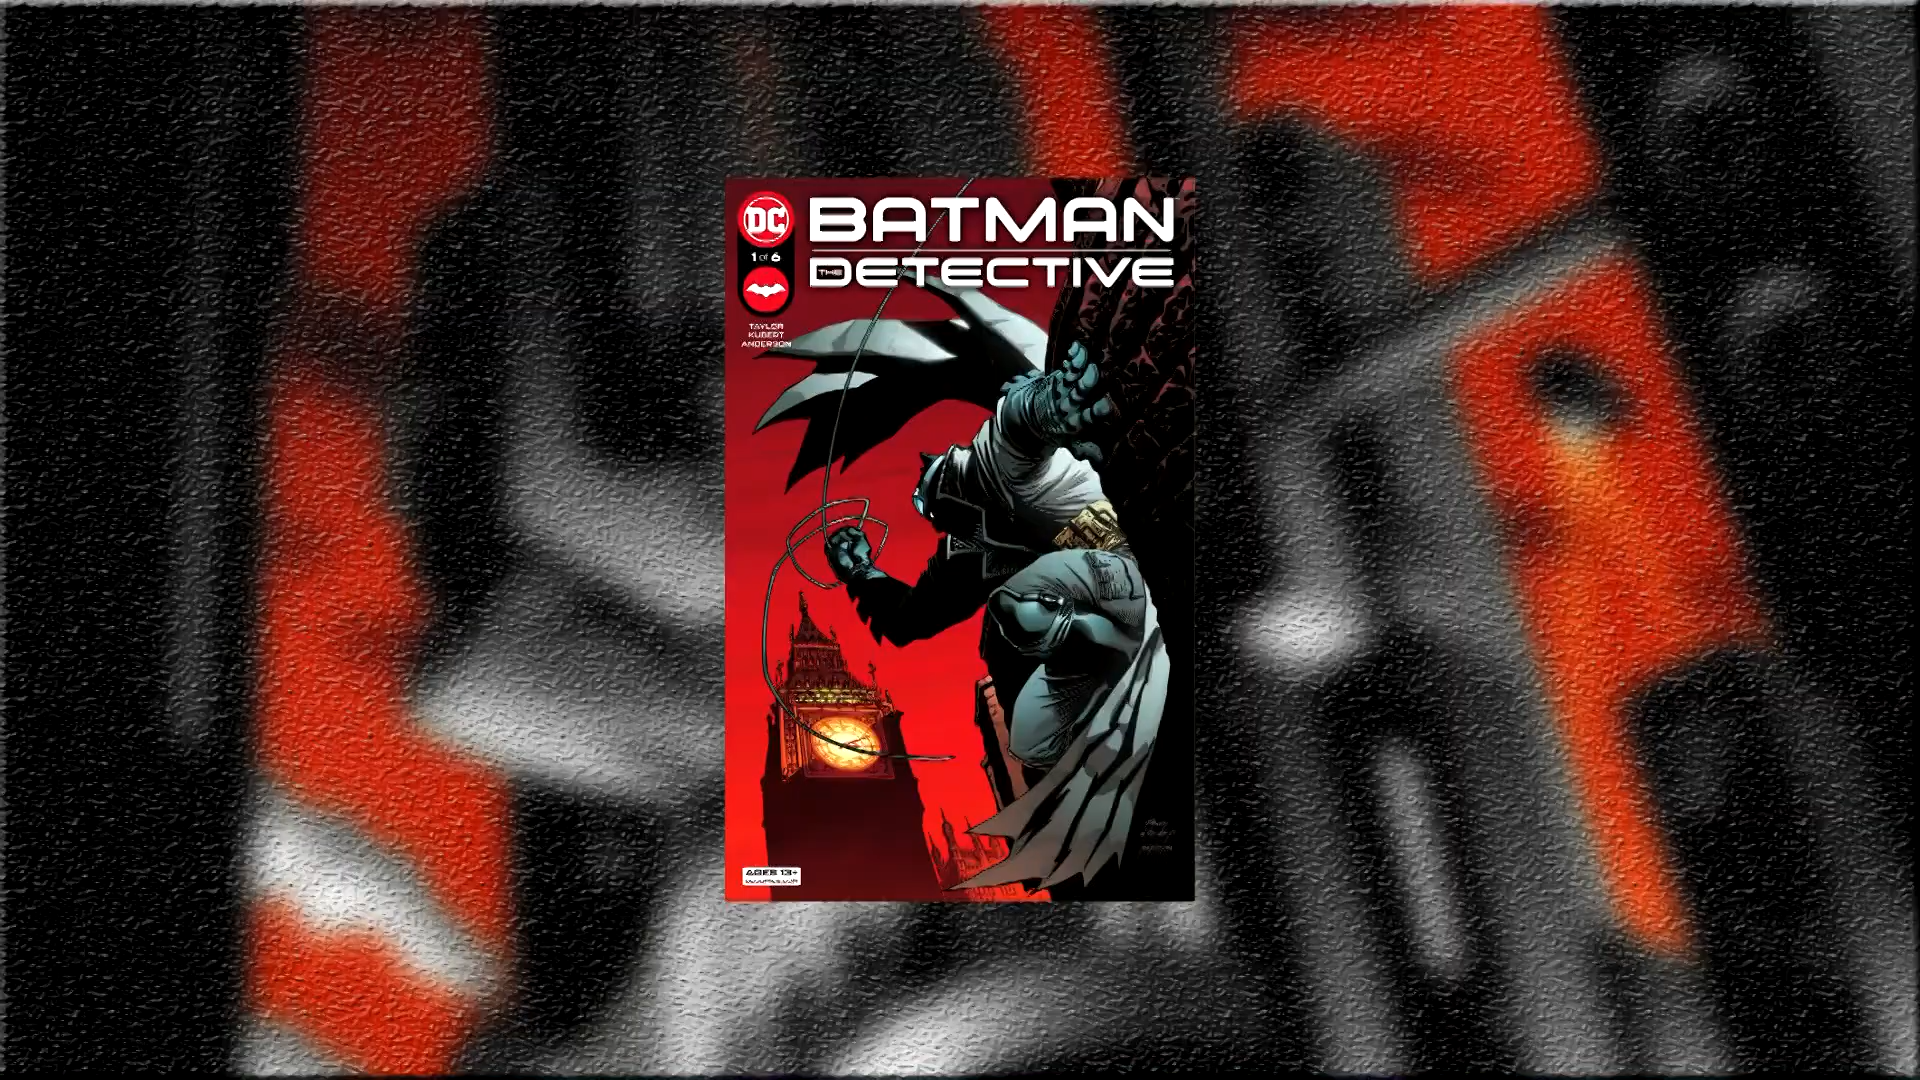 DC
BATMAN
THE
DETECTIVE
1 of 6
TAYLOR
KUBERT
ANDERSON
AGES 13+